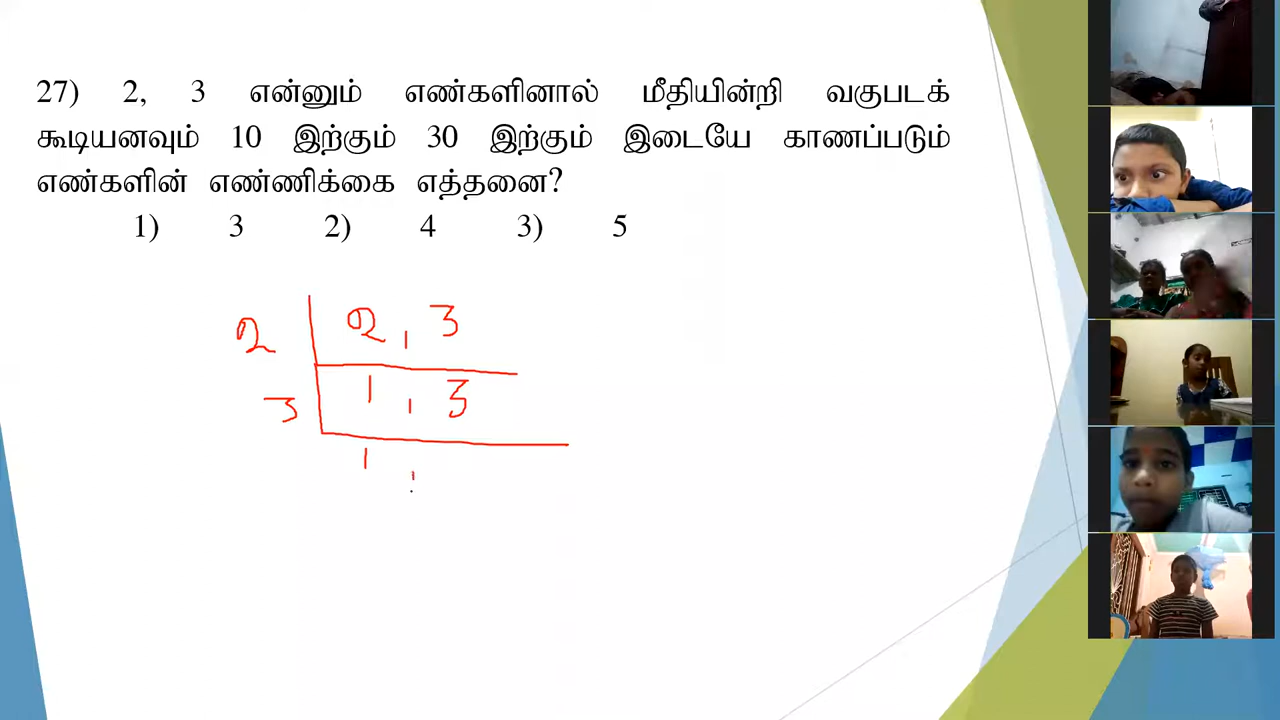 27) 2, 3 என்னும் எண்களினால் மீதியின்றி வகுபடக்
கூடியனவும் 10 இற்கும் 30 இற்கும் இடையே காணப்படும்
எண்களின் எண்ணிக்கை எத்தனை?
1) 3 2) 4 3) 5
2 2 , 3
3 1 , 3
1 ,